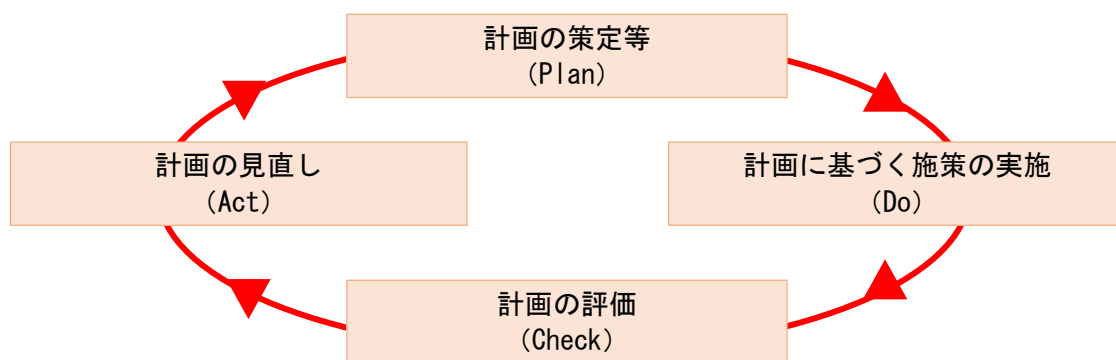 計画の策定等
（Plan）
計画の見直し
（Act）
計画に基づく施策の実施
（Do）
計画の評価
（Check）